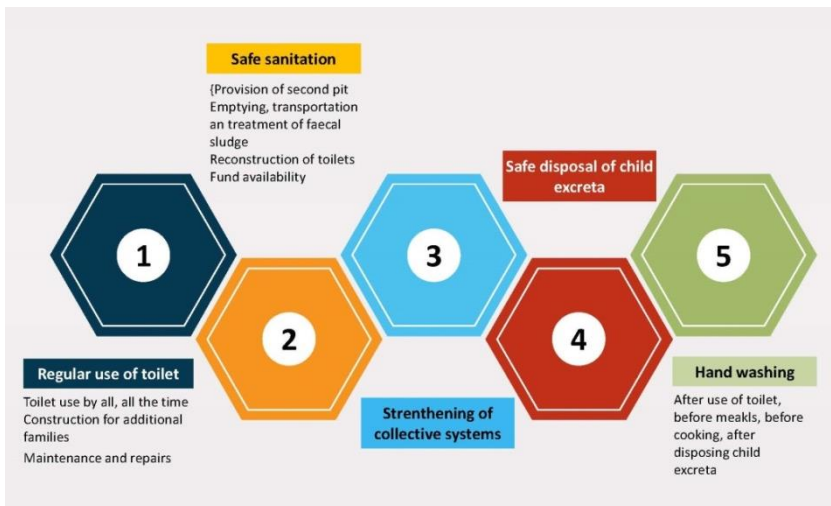 Safe sanitation
{Provision of second pit
Emptying, transportation
an treatment of faecal
sludge
Reconstruction of toilets
Fund availability
Safe disposal of child
excreta
1
2
3
4
5
Regular use of toilet
Toilet use by all, all the time
Construction for additional
families
Maintenance and repairs
Strenthening of
collective systems
Hand washing
After use of toilet,
before meakls, before
cooking, after
disposing child
excreta